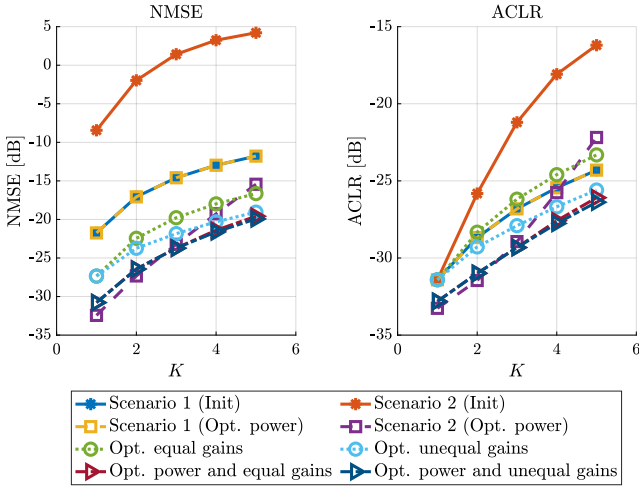 NMSE
ACLR
5
0
-5
-10
-15
-20
-25
-30
-35
NMSE [dB]
0
2
4
6
K
-15
-20
-25
-30
-35
ACLR [dB]
0
2
4
6
K
Scenario 1 (Init)
Scenario 2 (Init)
Scenario 1 (Opt. power)
Scenario 2 (Opt. power)
Opt. equal gains
Opt. unequal gains
Opt. power and equal gains
Opt. power and unequal gains